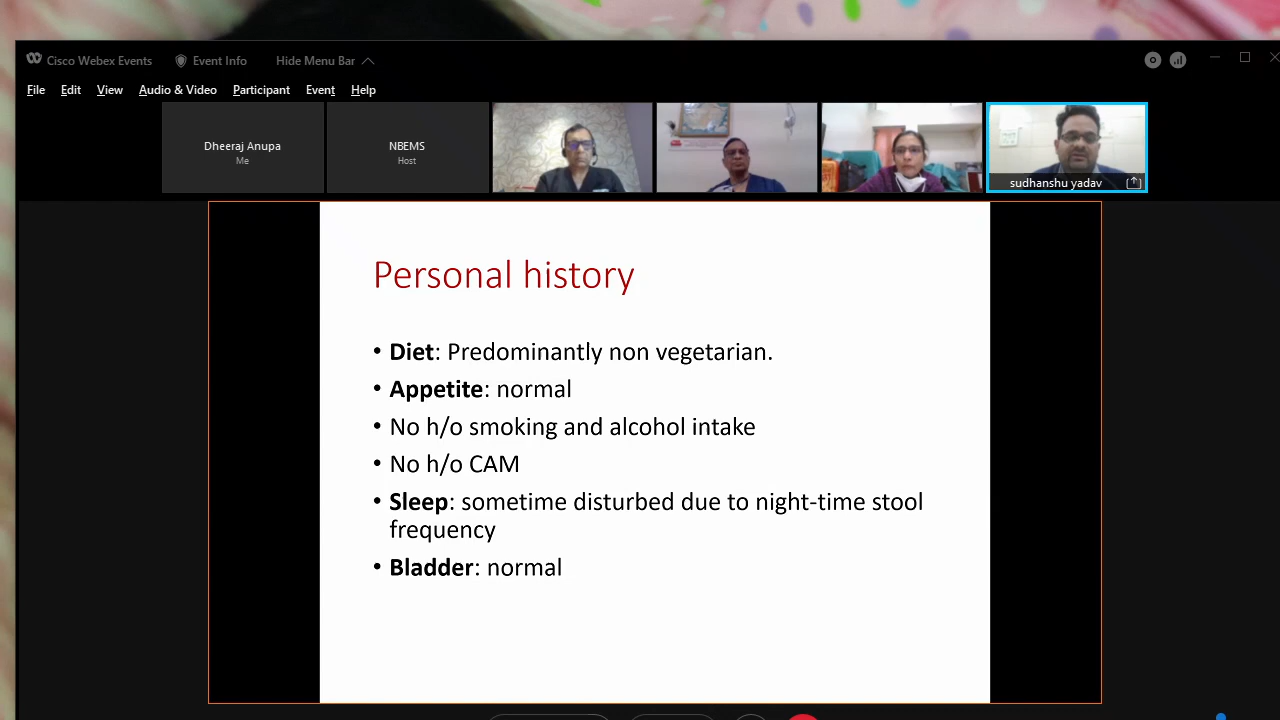 Cisco Webex Events
Event Info
Hide Menu Bar
File Edit View Audio & Video Participant Event Help
Dheeraj Anupa
Me
NBEMS
Host
sudhanshu yadav
Personal history
• Diet: Predominantly non vegetarian.
• Appetite: normal
• No h/o smoking and alcohol intake
• No h/o CAM
• Sleep: sometime disturbed due to night-time stool
frequency
• Bladder: normal